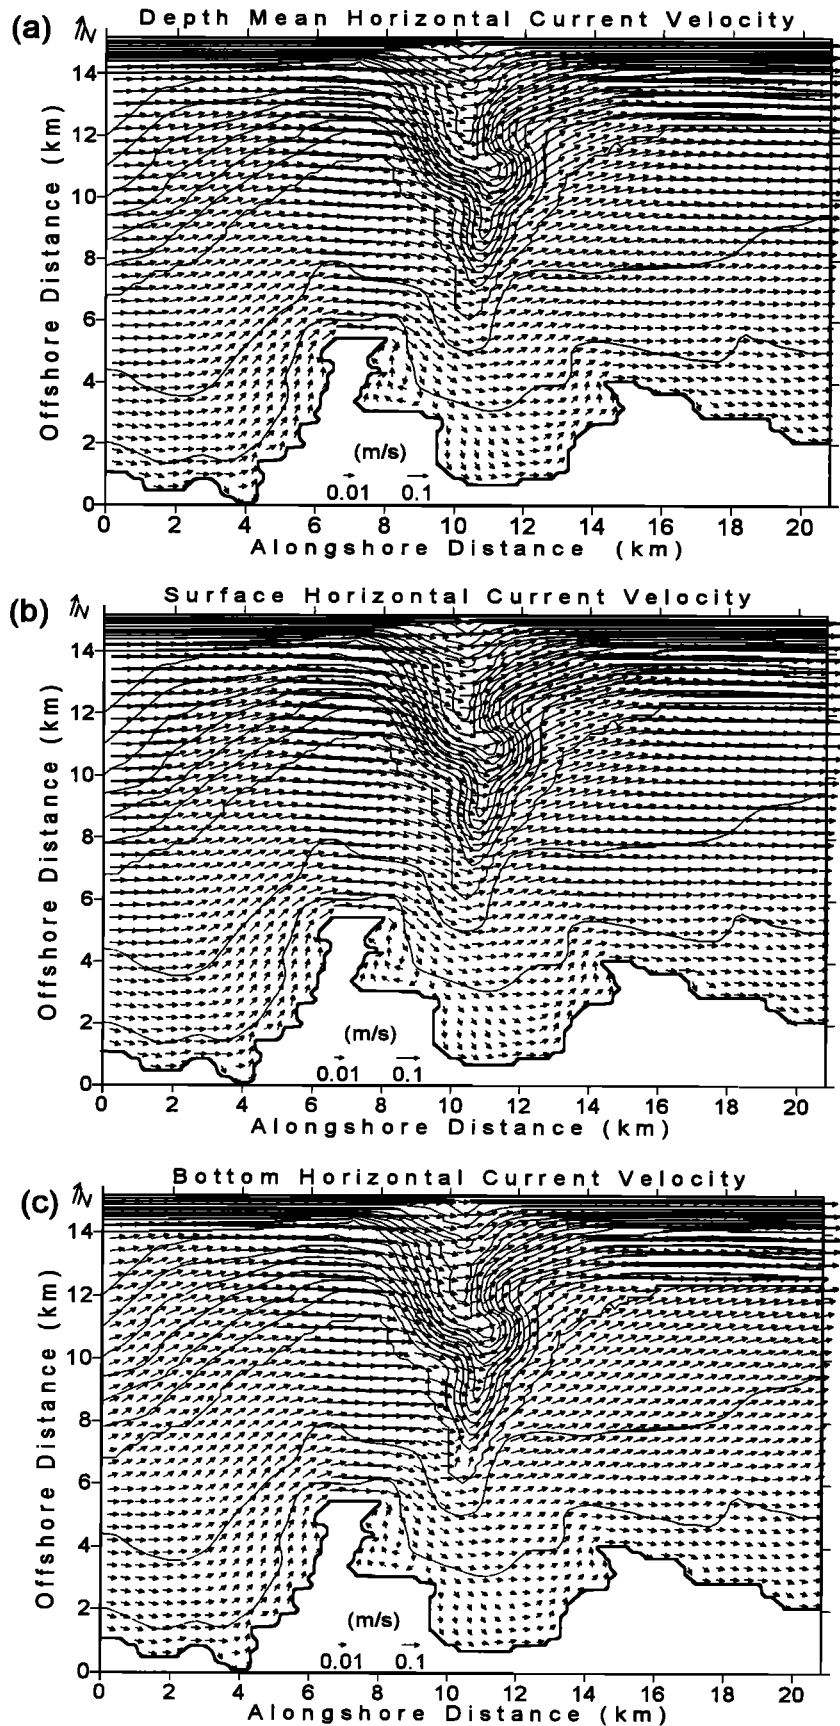 (a) N Depth Mean Horizontal Current Velocity
14
12
10
8
6
4
2
0
Offshore Distance (km)
(m/s)
0.01 0.1
0 2 4 6 8 10 12 14 16 18 20
Alongshore Distance (km)
(b) N Surface Horizontal Current Velocity
14
12
10
8
6
4
2
0
Offshore Distance (km)
(m/s)
0.01 0.1
0 2 4 6 8 10 12 14 16 18 20
Alongshore Distance (km)
(c) N Bottom Horizontal Current Velocity
14
12
10
8
6
4
2
0
Offshore Distance (km)
(m/s)
0.01 0.1
0 2 4 6 8 10 12 14 16 18 20
Alongshore Distance (km)